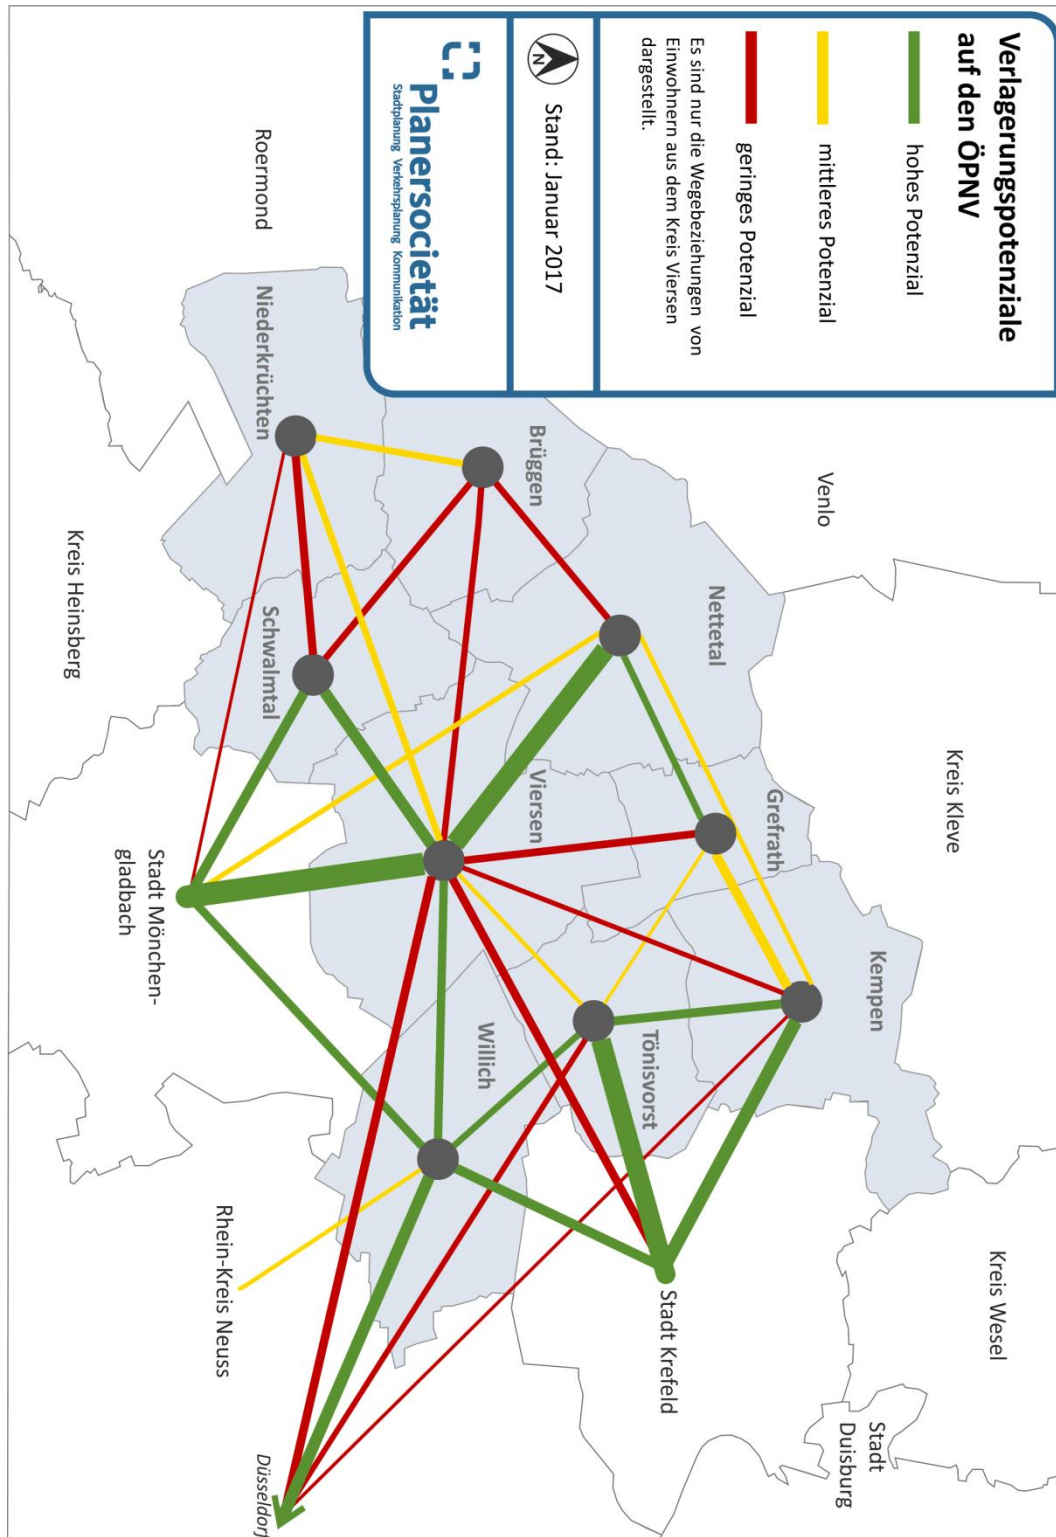 Verlagerungspotenziale
auf den ÖPNV
hohes Potenzial
mittleres Potenzial
geringes Potenzial
Es sind nur die Wegebeziehungen von
Einwohnern aus dem Kreis Viersen
dargestellt.
N
Stand: Januar 2017
Planersocietät
Stadtplanung Verkehrsplanung Kommunikation
Venlo
Kreis Kleve
Kreis Wesel
Stadt
Duisburg
Nettetal
Grefrath
Kempen
Brüggen
Viersen
Tönisvorst
Stadt Krefeld
Willich
Roermond
Niederkrüchten
Schwalmtal
Kreis Heinsberg
Stadt Mönchen-
gladbach
Rhein-Kreis Neuss
Düsseldorf